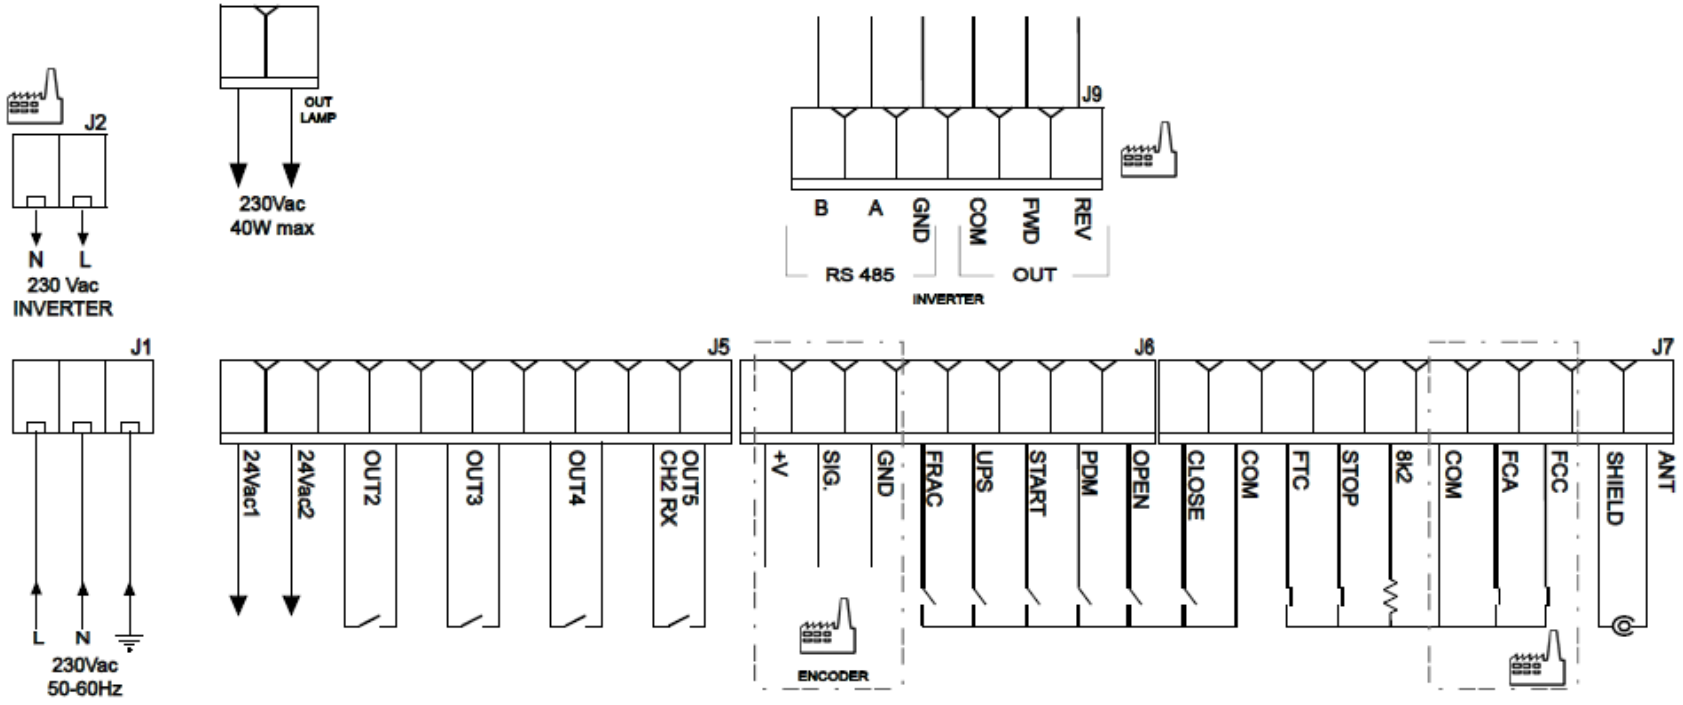 OUT
LAMP
J2
230Vac
40W max
N L
230 Vac
INVERTER
J9
B A GND COM FWD REV
RS 485 OUT
INVERTER
J1
L N
230Vac
50-60Hz
J5
24Vac1
24Vac2
OUT2
OUT3
OUT4
OUT5
CH2 RX
J6
+V
SIG.
GND
FRAC
UPS
START
PDM
OPEN
ENCODER
J7
CLOSE
COM
FTC
STOP
8k2
COM
FCA
FCC
SHIELD
ANT